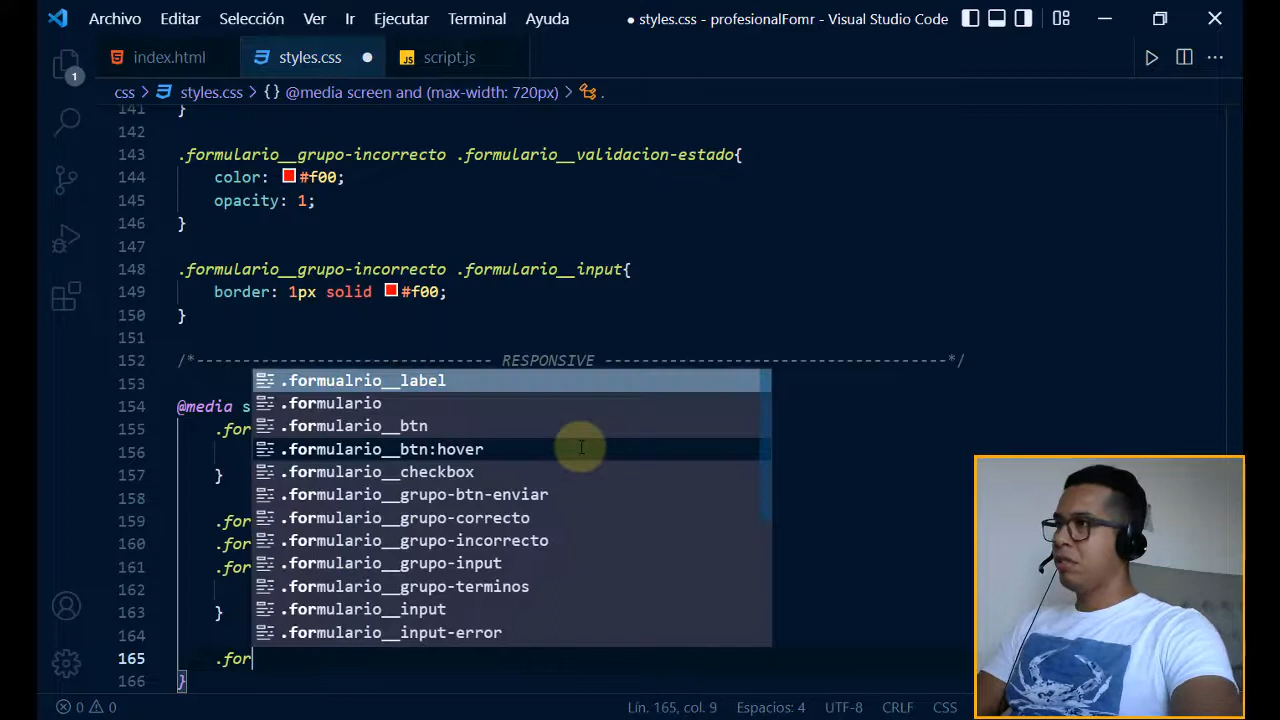 Archivo Editar Selección Ver Ir Ejecutar Terminal Ayuda ● styles.css - profesionalFomr - Visual Studio Code
index.html styles.css ● script.js
1
css > styles.css > {} @media screen and (max-width: 720px) > .
141 }
142
143 .formulario__grupo-incorrecto .formulario__validacion-estado{
144 color: #f00;
145 opacity: 1;
146 }
147
148 .formulario__grupo-incorrecto .formulario__input{
149 border: 1px solid #f00;
150 }
151
152 /*-------------------------------- RESPONSIVE -------------------------------------*/
153
.formualrio__label
.formulario
154 @media s
.formulario__btn
155 .for
.formulario__btn:hover
156
.formulario__checkbox
157 }
.formulario__grupo-btn-enviar
158
.formulario__grupo-correcto
159 .for
.formulario__grupo-incorrecto
160 .for
.formulario__grupo-input
161 .for
.formulario__grupo-terminos
162
.formulario__input
163 }
.formulario__input-error
164
165 .for
166 }
0 0 Lín. 165, col. 9 Espacios: 4 UTF-8 CRLF CSS